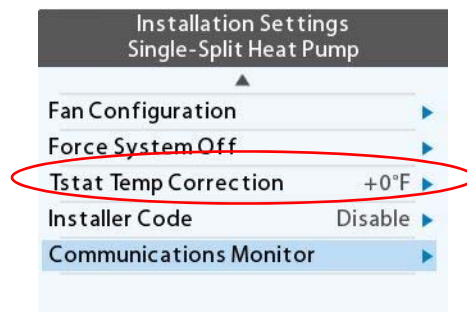 Installation Settings
Single-Split Heat Pump
Fan Configuration
Force System Off
Tstat Temp Correction +0°F
Installer Code Disable
Communications Monitor